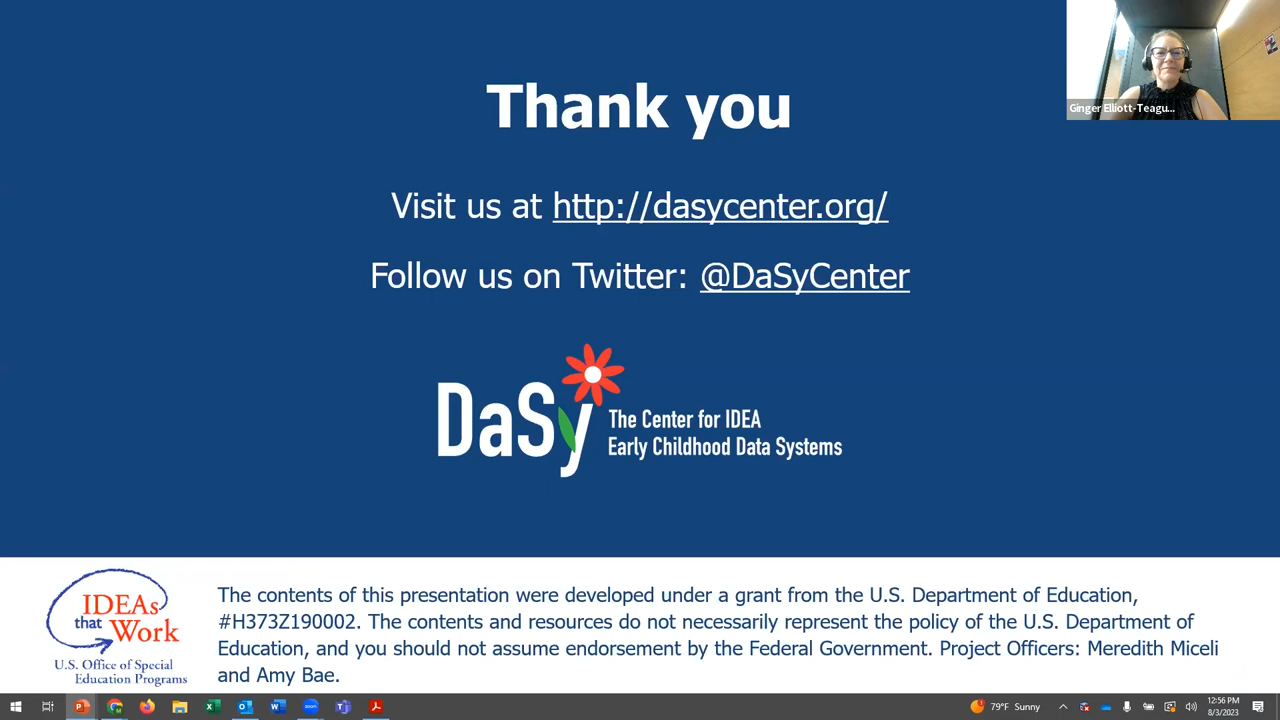 Thank you
Visit us at http://dasycenter.org/
Follow us on Twitter: @DaSyCenter
DaSy
The Center for IDEA
Early Childhood Data Systems
Ginger Elliott-Teagu...
IDEAs
that Work
U.S. Office of Special
Education Programs
The contents of this presentation were developed under a grant from the U.S. Department of Education,
#H373Z190002. The contents and resources do not necessarily represent the policy of the U.S. Department of
Education, and you should not assume endorsement by the Federal Government. Project Officers: Meredith Miceli
and Amy Bae.
79°F Sunny
12:56 PM
8/3/2023